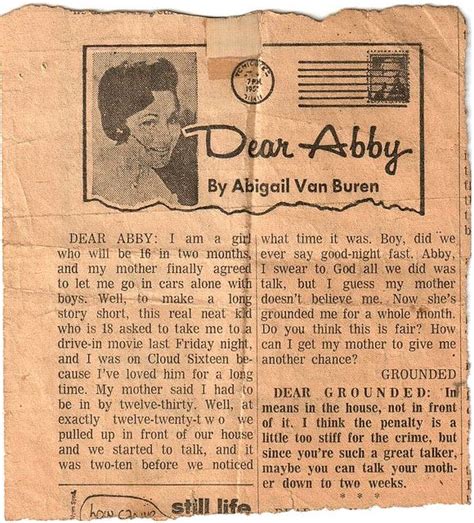 Dear Abby
By Abigail Van Buren
DEAR ABBY: I am a girl
who will be 16 in two months,
and my mother finally agreed
to let me go in cars alone with
boys. Well, to make a long
story short, this real neat kid
who is 18 asked to take me to a
drive-in movie last Friday night,
and I was on Cloud Sixteen be-
cause I've loved him for a long
time. My mother said I had to
be in by twelve-thirty. Well, at
exactly twelve-twenty-t w o we
pulled up in front of our house
and we started to talk, and it
was two-ten before we noticed
what time it was. Boy, did we
ever say good-night fast. Abby,
I swear to God all we did was
talk, but I guess my mother
doesn't believe me. Now she's
grounded me for a whole month.
Do you think this is fair? How
can I get my mother to give me
another chance?
GROUNDED
DEAR GROUNDED: In
means in the house, not in front
of it. I think the penalty is a
little too stiff for the crime, but
since you're such a great talker,
maybe you can talk your moth-
er down to two weeks.
* * *
still life